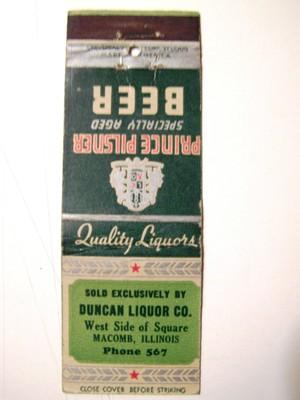 BEER
SPECIALLY AGED
PRINCE PILSNER
Quality Liquors
SOLD EXCLUSIVELY BY
DUNCAN LIQUOR CO.
West Side of Square
MACOMB, ILLINOIS
Phone 567
CLOSE COVER BEFORE STRIKING